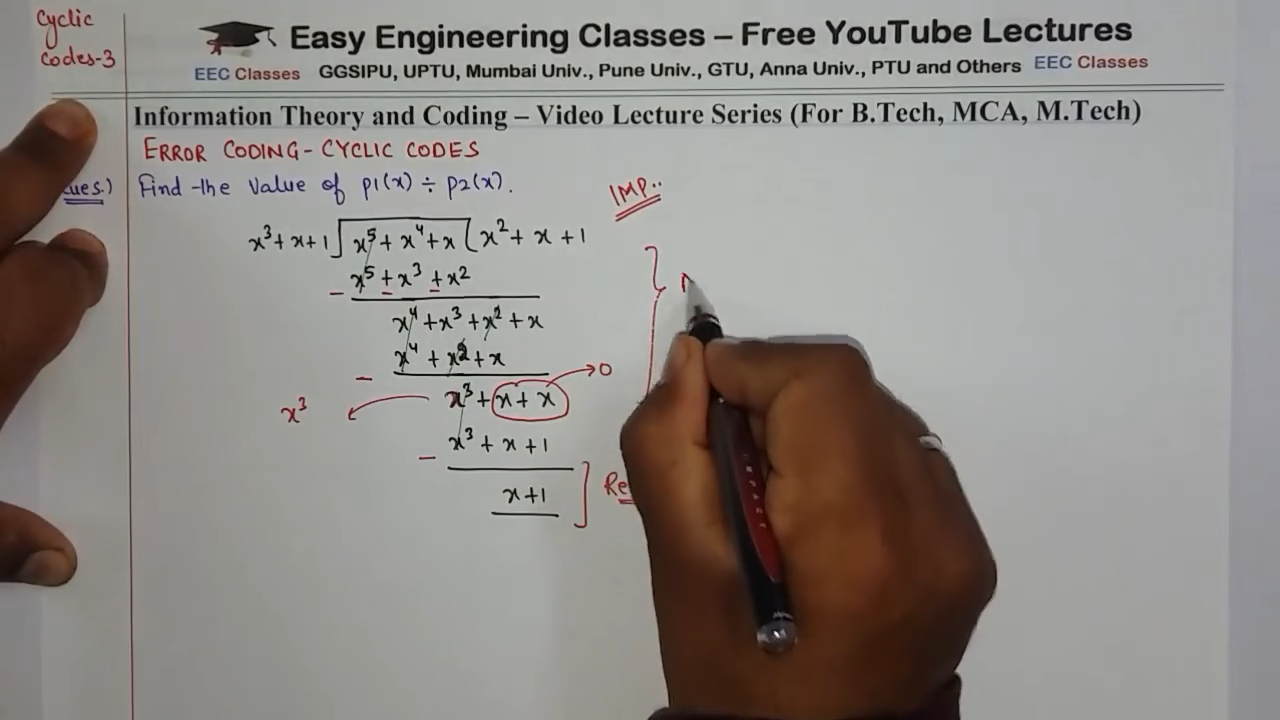 Cyclic
Codes-3
Easy Engineering Classes – Free YouTube Lectures
EEC Classes GGSIPU, UPTU, Mumbai Univ., Pune Univ., GTU, Anna Univ., PTU and Others EEC Classes
Information Theory and Coding – Video Lecture Series (For B.Tech, MCA, M.Tech)
ERROR CODING - CYCLIC CODES
Find the value of p1(x) ÷ p2(x).
IMP..
x³ + x + 1 x⁵ + x⁴ + x x² + x + 1
- x⁵ + x³ + x²
x⁴ + x³ + x² + x
- x⁴ + x² + x
x³ x³ + x + x → 0
- x³ + x + 1
x + 1